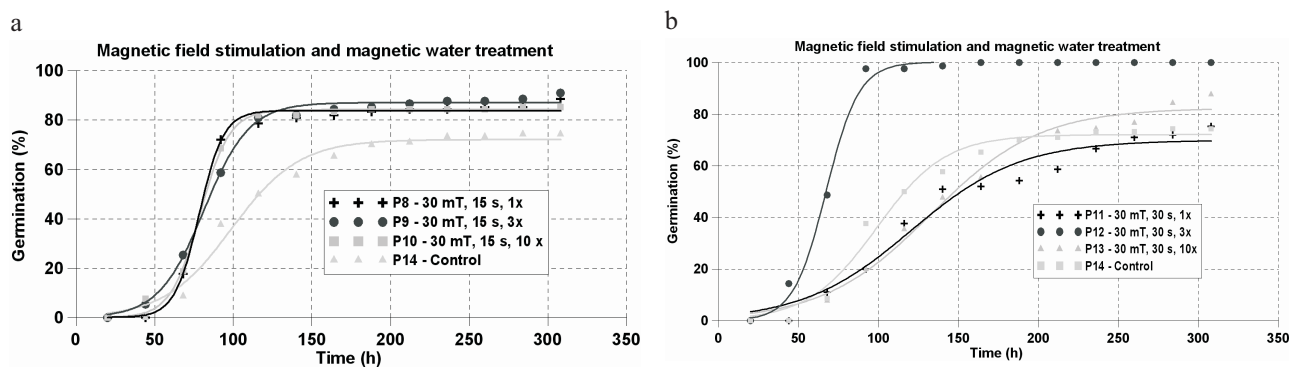 a
Magnetic field stimulation and magnetic water treatment
100
80
60
40
20
0
Germination (%)
P8 - 30 mT, 15 s, 1x
P9 - 30 mT, 15 s, 3x
P10 - 30 mT, 15 s, 10 x
P14 - Control
0 50 100 150 200 250 300 350
Time (h)
b
Magnetic field stimulation and magnetic water treatment
100
80
60
40
20
0
Germination (%)
P11 - 30 mT, 30 s, 1x
P12 - 30 mT, 30 s, 3x
P13 - 30 mT, 30 s, 10x
P14 - Control
0 50 100 150 200 250 300 350
Time (h)